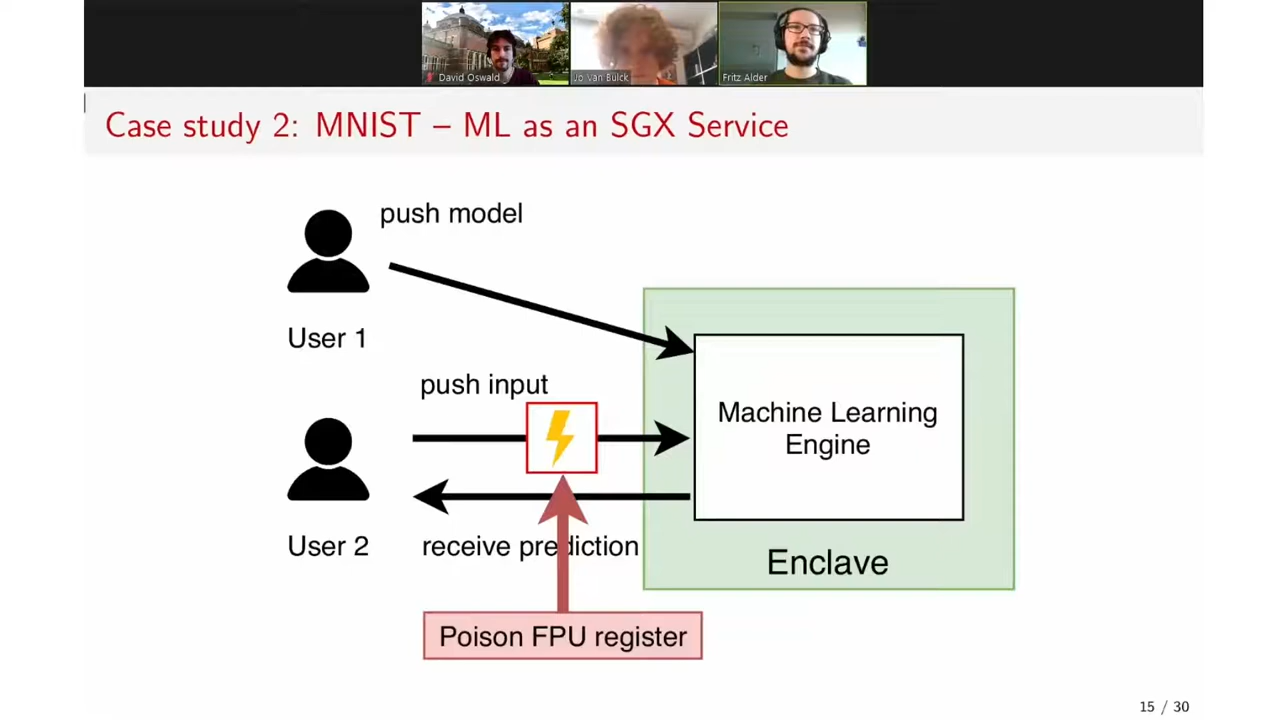 David Oswald
Jo Van Bulck
Fritz Alder
Case study 2: MNIST – ML as an SGX Service
push model
User 1
push input
Machine Learning
Engine
User 2
receive prediction
Enclave
Poison FPU register
15 / 30